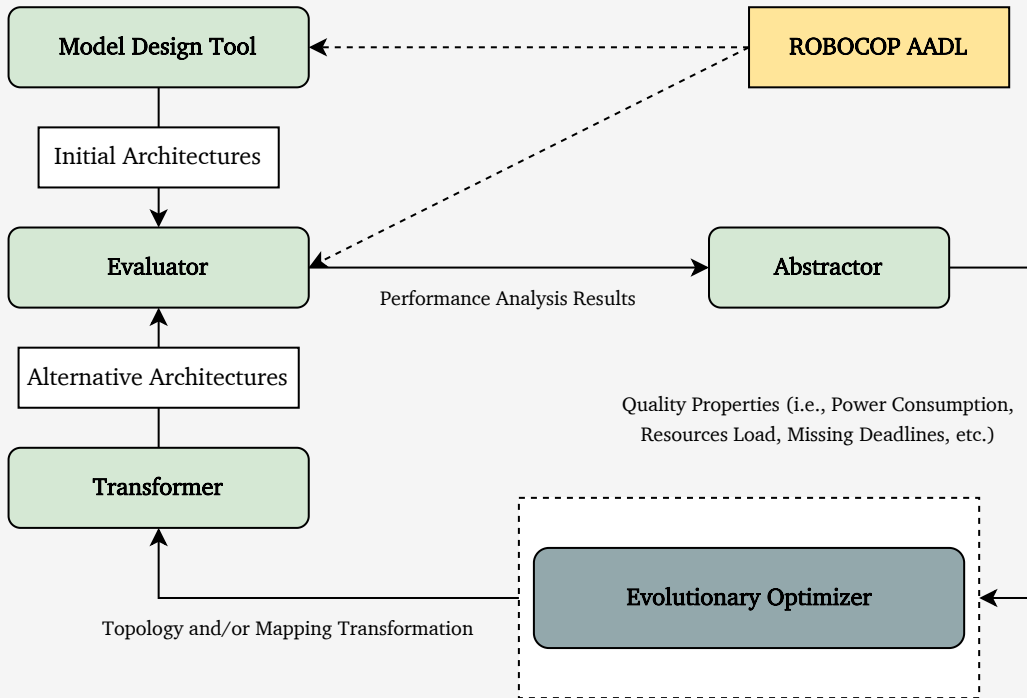 Model Design Tool
ROBOCOP AADL
Initial Architectures
Evaluator
Abstractor
Performance Analysis Results
Alternative Architectures
Quality Properties (i.e., Power Consumption,
Resources Load, Missing Deadlines, etc.)
Transformer
Evolutionary Optimizer
Topology and/or Mapping Transformation